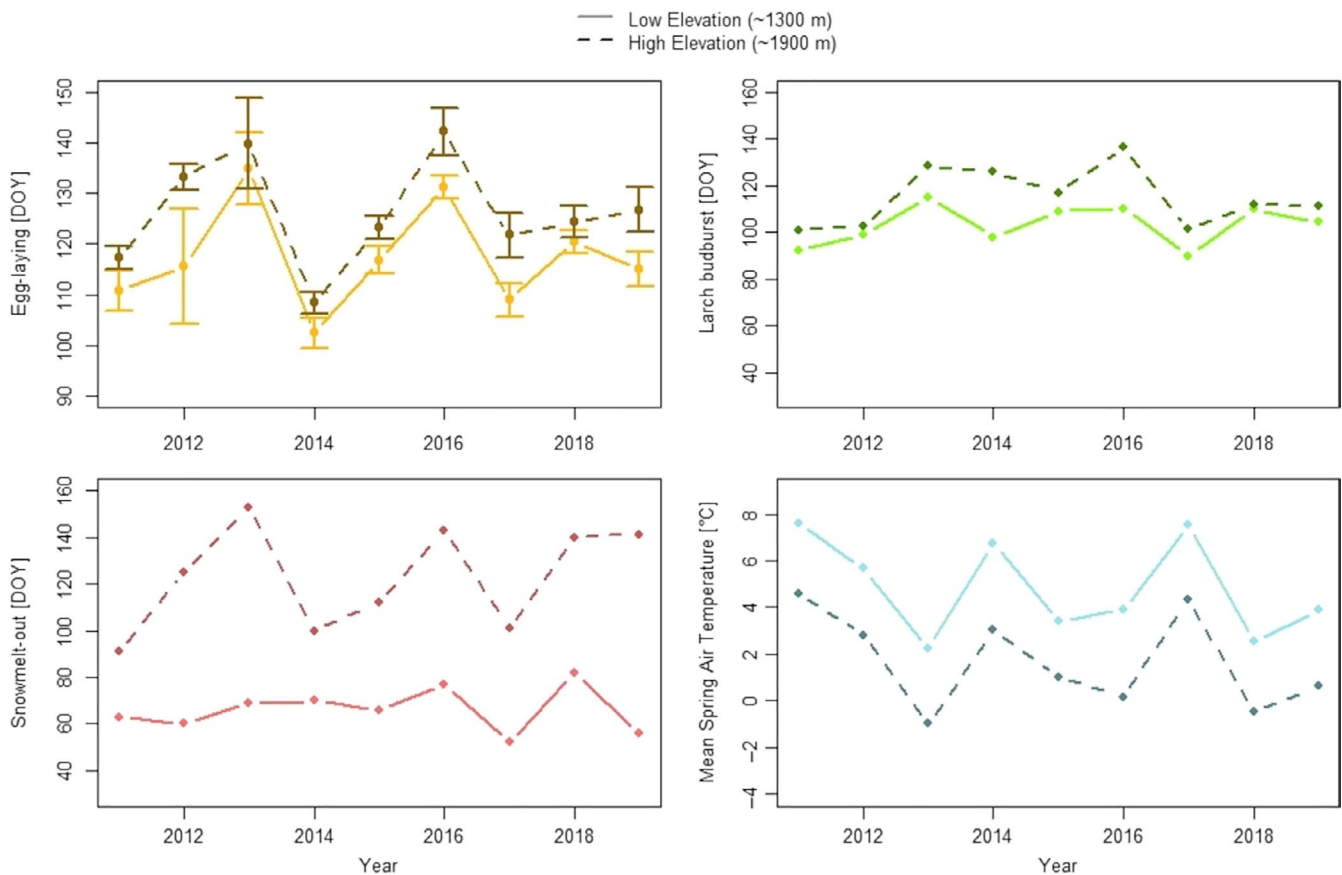 Low Elevation (~1300 m)
High Elevation (~1900 m)
Egg-laying [DOY]
150
140
130
120
110
100
90
2012 2014 2016 2018
Larch budburst [DOY]
160
140
120
100
80
60
40
2012 2014 2016 2018
Snowmelt-out [DOY]
160
140
120
100
80
60
40
2012 2014 2016 2018
Year
Mean Spring Air Temperature [°C]
8
6
4
2
0
−2
−4
2012 2014 2016 2018
Year